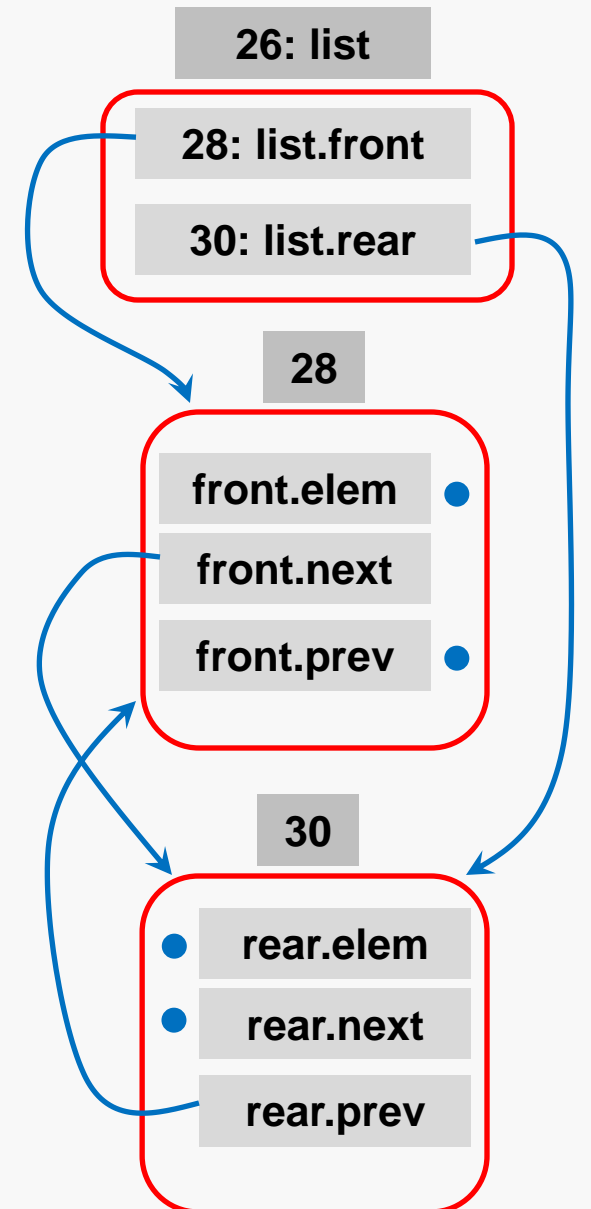 26: list
28: list.front
30: list.rear
28
front.elem
front.next
front.prev
30
rear.elem
rear.next
rear.prev